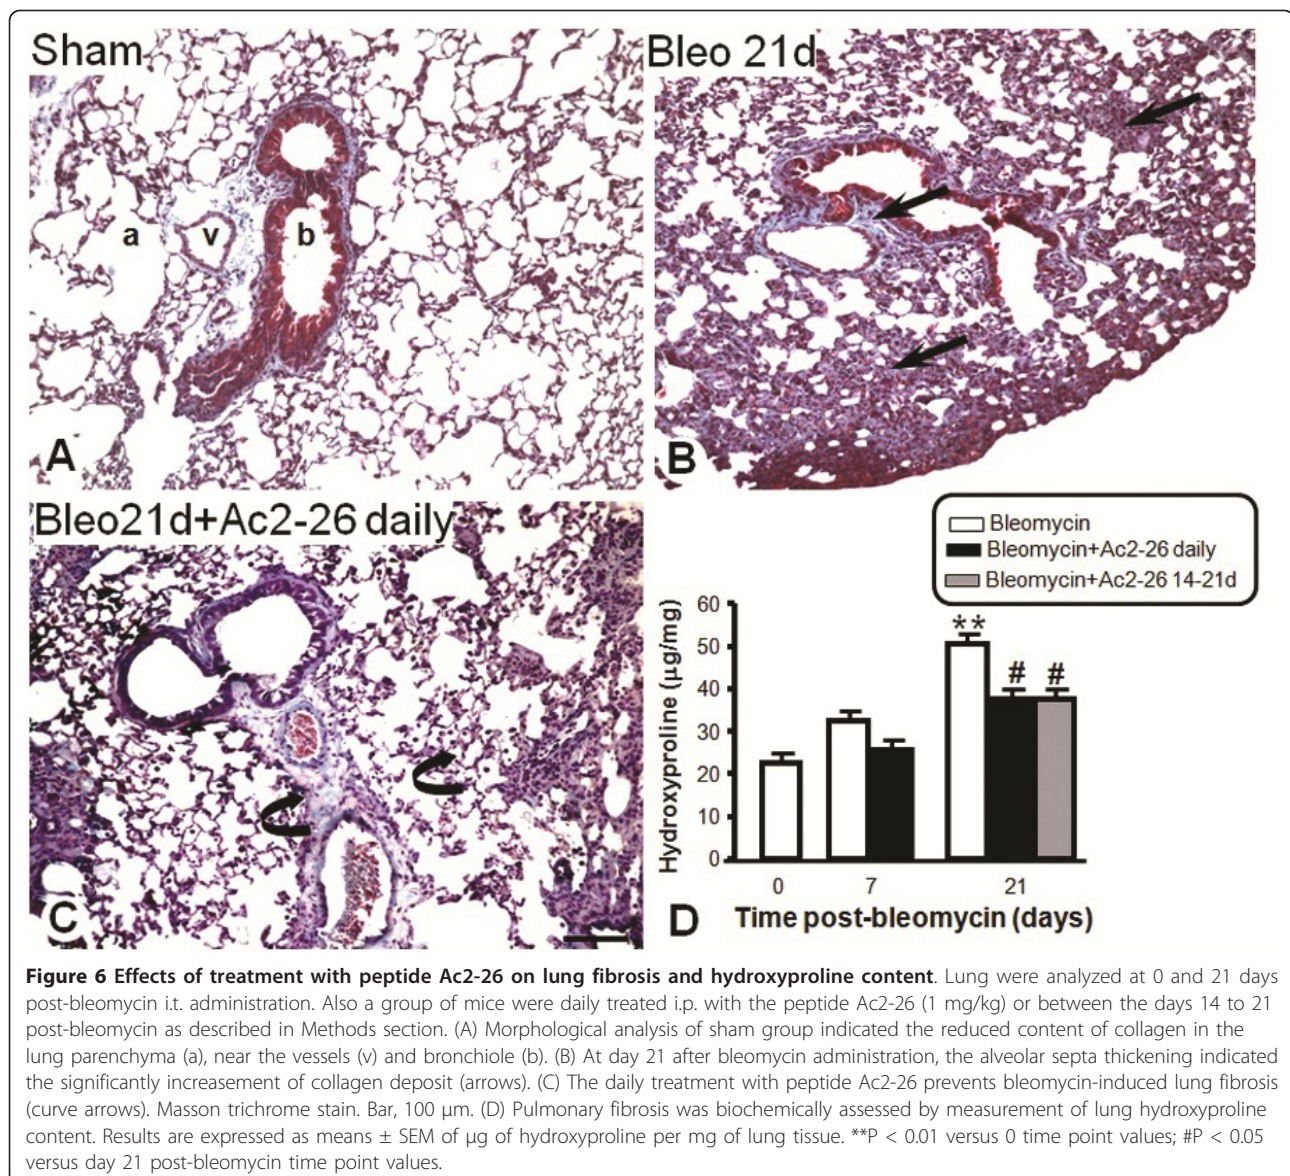 Sham
Bleo 21d
a
v
b
A
B
Bleo21d+Ac2-26 daily
C
Bleomycin
Bleomycin+Ac2-26 daily
Bleomycin+Ac2-26 14-21d
Hydroxyproline (µg/mg)
60
50
40
30
20
10
0
**
#
#
0
7
21
D
Time post-bleomycin (days)
Figure 6 Effects of treatment with peptide Ac2-26 on lung fibrosis and hydroxyproline content. Lung were analyzed at 0 and 21 days
post-bleomycin i.t. administration. Also a group of mice were daily treated i.p. with the peptide Ac2-26 (1 mg/kg) or between the days 14 to 21
post-bleomycin as described in Methods section. (A) Morphological analysis of sham group indicated the reduced content of collagen in the
lung parenchyma (a), near the vessels (v) and bronchiole (b). (B) At day 21 after bleomycin administration, the alveolar septa thickening indicated
the significantly increasement of collagen deposit (arrows). (C) The daily treatment with peptide Ac2-26 prevents bleomycin-induced lung fibrosis
(curve arrows). Masson trichrome stain. Bar, 100 µm. (D) Pulmonary fibrosis was biochemically assessed by measurement of lung hydroxyproline
content. Results are expressed as means ± SEM of µg of hydroxyproline per mg of lung tissue. **P < 0.01 versus 0 time point values; #P < 0.05
versus day 21 post-bleomycin time point values.